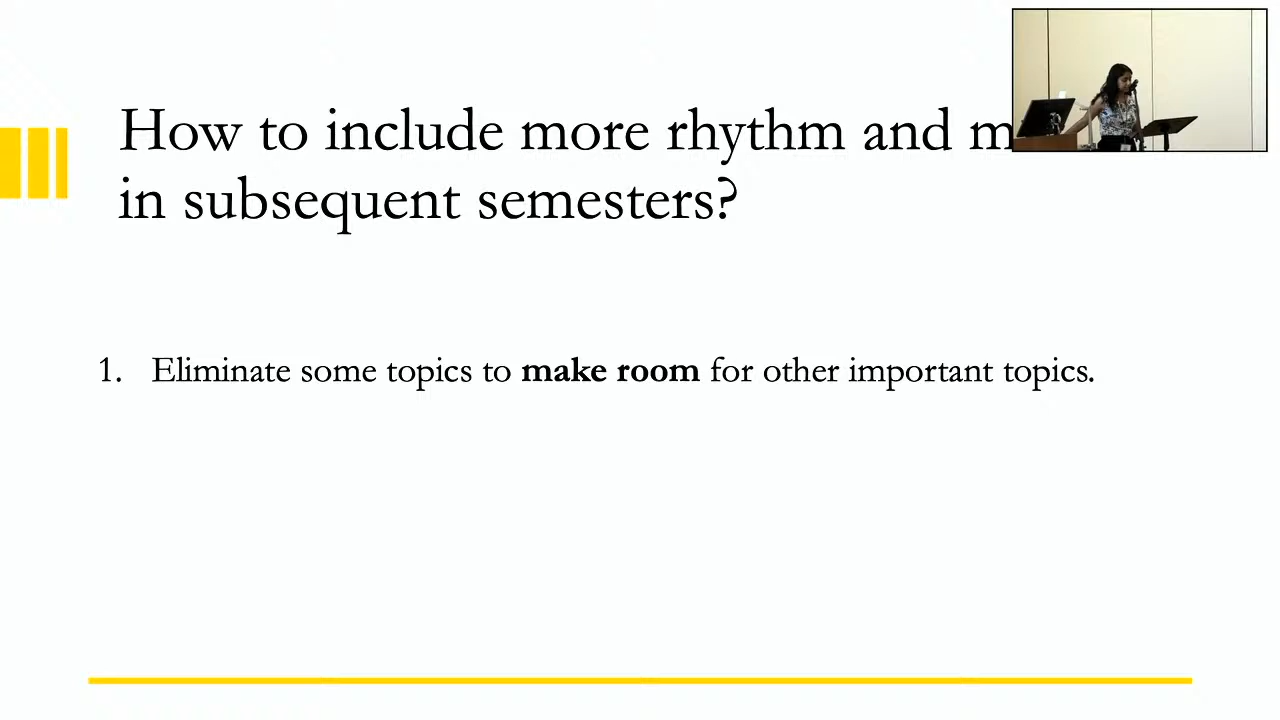 How to include more rhythm and
in subsequent semesters?
1. Eliminate some topics to make room for other important topics.